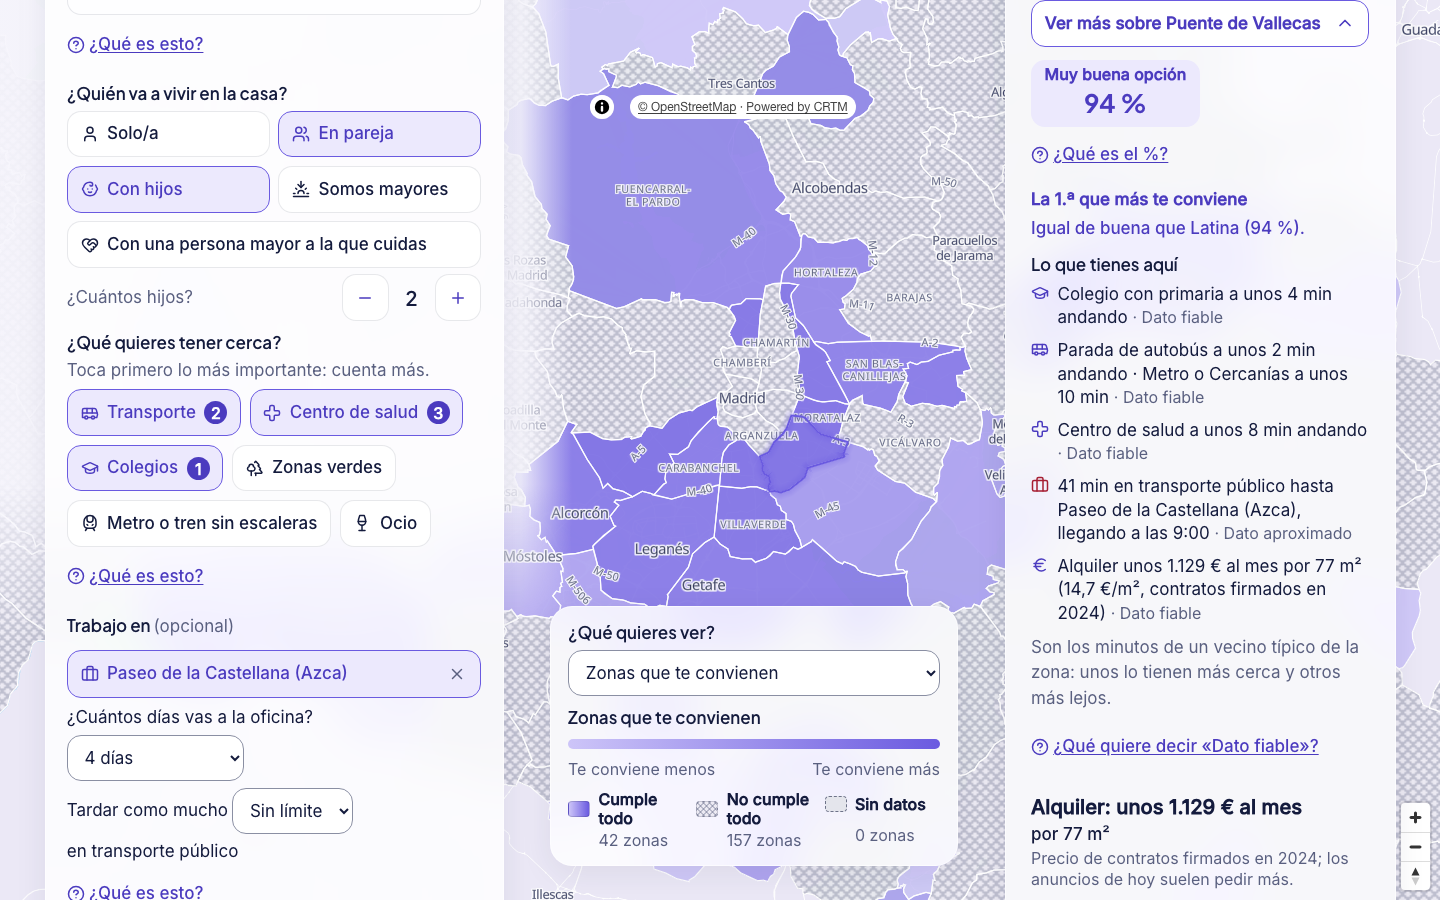 ¿Qué es esto?
¿Quién va a vivir en la casa?
Solo/a
En pareja
Con hijos
Somos mayores
Con una persona mayor a la que cuidas
¿Cuántos hijos?
2
¿Qué quieres tener cerca?
Toca primero lo más importante: cuenta más.
Transporte 2
Centro de salud 3
Colegios 1
Zonas verdes
Metro o tren sin escaleras
Ocio
¿Qué es esto?
Trabajo en (opcional)
Paseo de la Castellana (Azca)
¿Cuántos días vas a la oficina?
4 días
Tardar como mucho Sin límite
en transporte público
¿Qué es esto?
Tres Cantos
© OpenStreetMap · Powered by CRTM
FUENCARRAL-
EL PARDO
Alcobendas
M-50
M-40
M-12
Paracuellos
de Jarama
HORTALEZA
BARAJAS
M-11
M-30
CHAMARTÍN
A-2
CHAMBERÍ
SAN BLAS-
CANILLEJAS
M-30
Madrid
MORATALAZ
R-3
ARGANZUELA
VICÁLVARO
A-5
CARABANCHEL
M-40
M-45
Alcorcón
VILLAVERDE
Móstoles
Leganés
M-50
Getafe
M-506
Illescas
¿Qué quieres ver?
Zonas que te convienen
Zonas que te convienen
Te conviene menos
Te conviene más
Cumple
todo
42 zonas
No cumple
todo
157 zonas
Sin datos
0 zonas
Ver más sobre Puente de Vallecas
Muy buena opción
94 %
¿Qué es el %?
La 1.ª que más te conviene
Igual de buena que Latina (94 %).
Lo que tienes aquí
Colegio con primaria a unos 4 min
andando · Dato fiable
Parada de autobús a unos 2 min
andando · Metro o Cercanías a unos
10 min · Dato fiable
Centro de salud a unos 8 min andando
· Dato fiable
41 min en transporte público hasta
Paseo de la Castellana (Azca),
llegando a las 9:00 · Dato aproximado
Alquiler unos 1.129 € al mes por 77 m²
(14,7 €/m², contratos firmados en
2024) · Dato fiable
Son los minutos de un vecino típico de la
zona: unos lo tienen más cerca y otros
más lejos.
¿Qué quiere decir «Dato fiable»?
Alquiler: unos 1.129 € al mes
por 77 m²
Precio de contratos firmados en 2024; los
anuncios de hoy suelen pedir más.